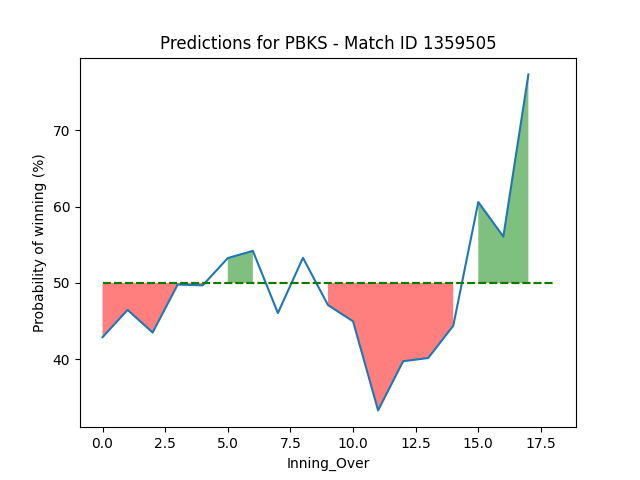 Predictions for PBKS - Match ID 1359505
Probability of winning (%)
70
60
50
40
0.0 2.5 5.0 7.5 10.0 12.5 15.0 17.5
Inning_Over